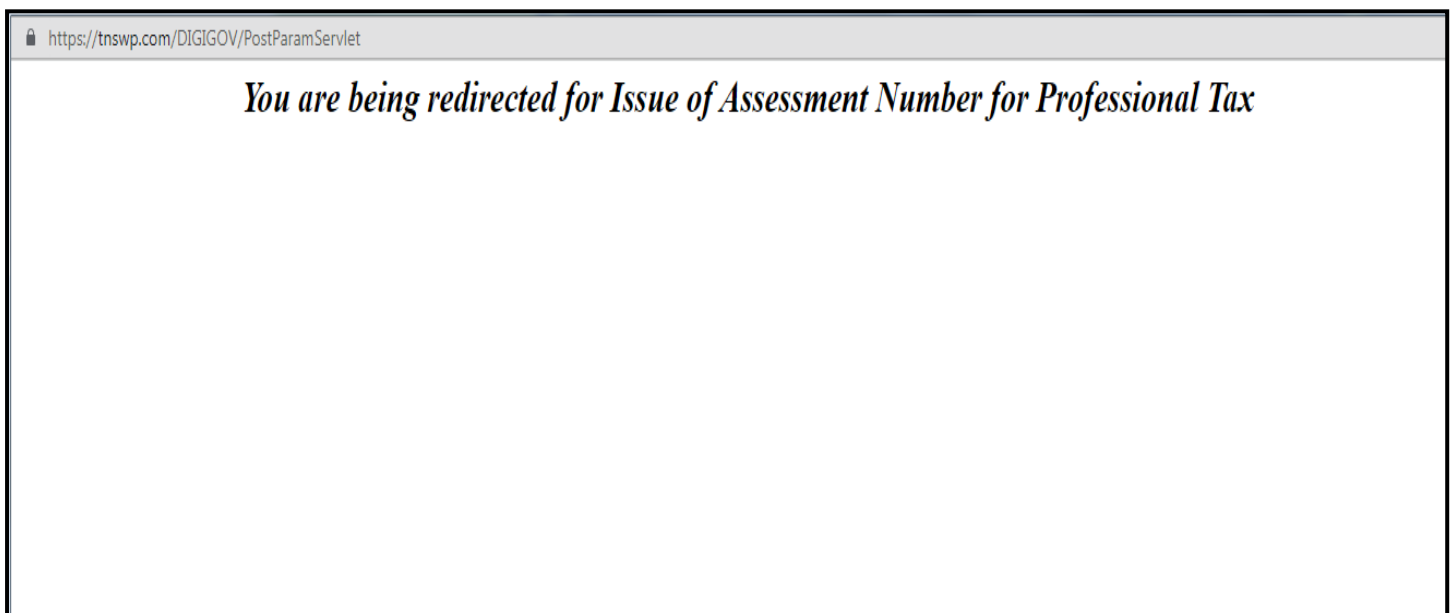 https://tnswp.com/DIGIGOV/PostParamServlet
You are being redirected for Issue of Assessment Number for Professional Tax